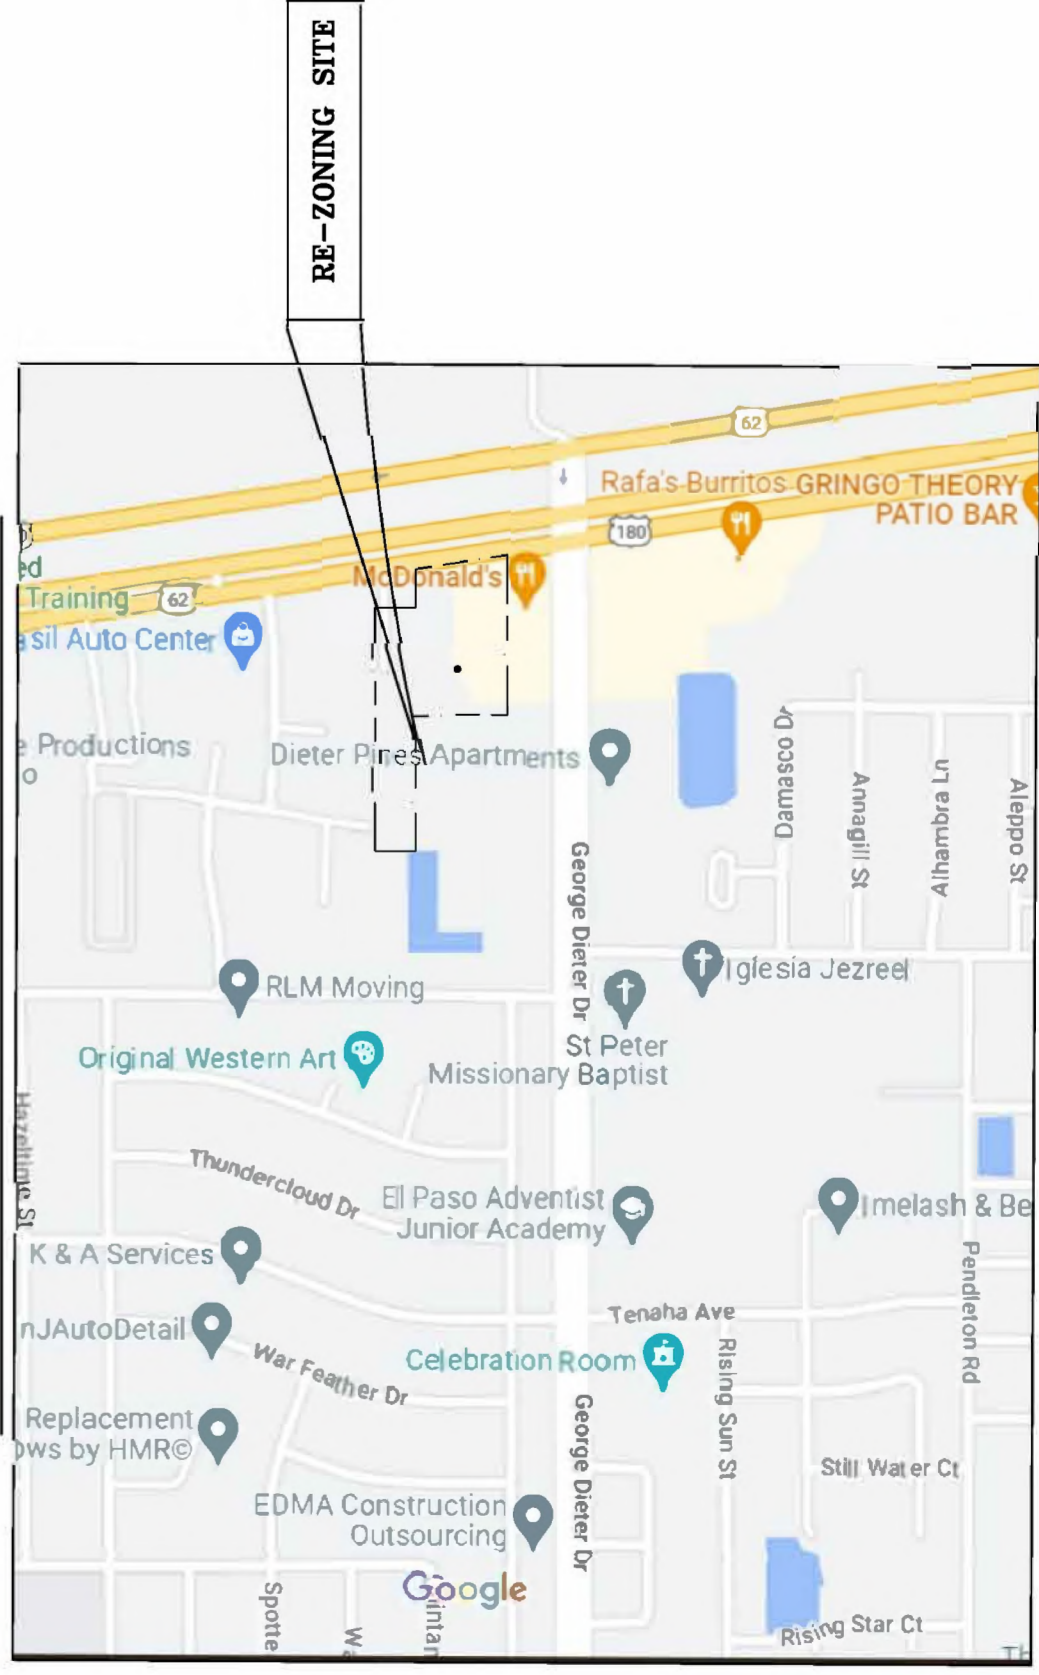 RE-ZONING SITE
62
Rafa's Burritos
GRINGO THEORY
PATIO BAR
180
McDonald's
ed
Training
62
sil Auto Center
e Productions
o
Dieter Pines Apartments
Damasco Dr
Annagill St
Alhambra Ln
Aleppo St
George Dieter Dr
RLM Moving
Iglesia Jezreel
St Peter
Missionary Baptist
Original Western Art
Hazeltine St
Thundercloud Dr
El Paso Adventist
Junior Academy
Imelash & Be
K & A Services
Pendleton Rd
Tenaha Ave
nJAutoDetail
War Feather Dr
Celebration Room
Rising Sun St
Replacement
ows by HMR©
George Dieter Dr
Still Water Ct
EDMA Construction
Outsourcing
Google
Spotte
Wa
intan
Rising Star Ct
Th